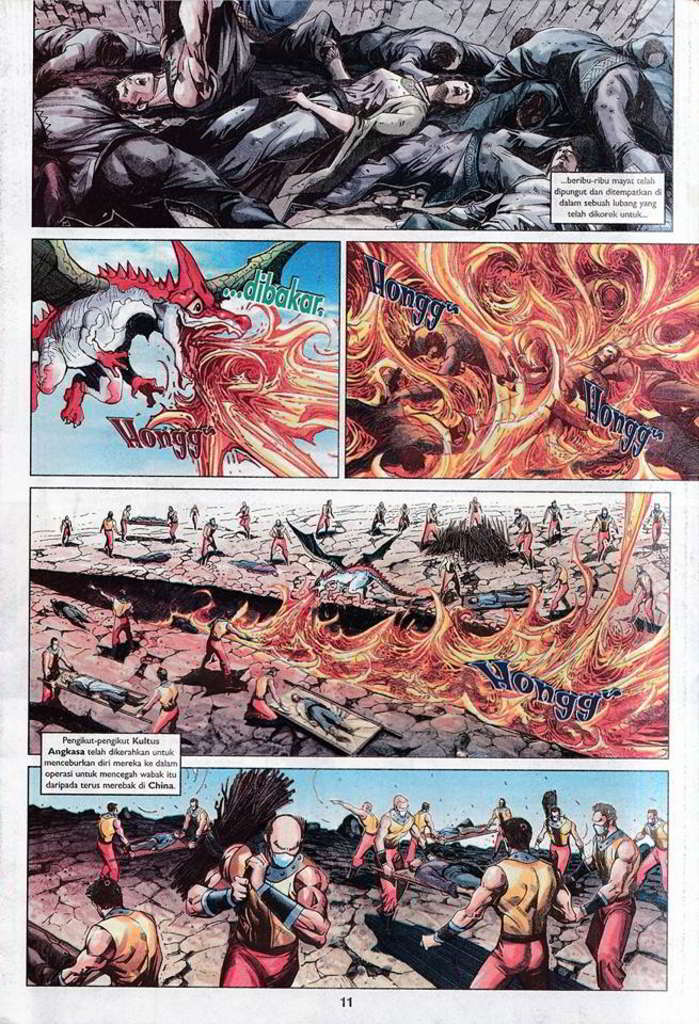 ...beribu-ribu mayat telah
dipungut dan ditempatkan di
dalam sebuah lubang yang
telah dikorek untuk...
...dibakar.
Hongg
Hongg
Hongg
Hongg
Pengikut-pengikut Kultus
Angkasa telah dikerahkan untuk
menceburkan diri mereka ke dalam
operasi untuk mencegah wabak itu
daripada terus merebak di China.
11